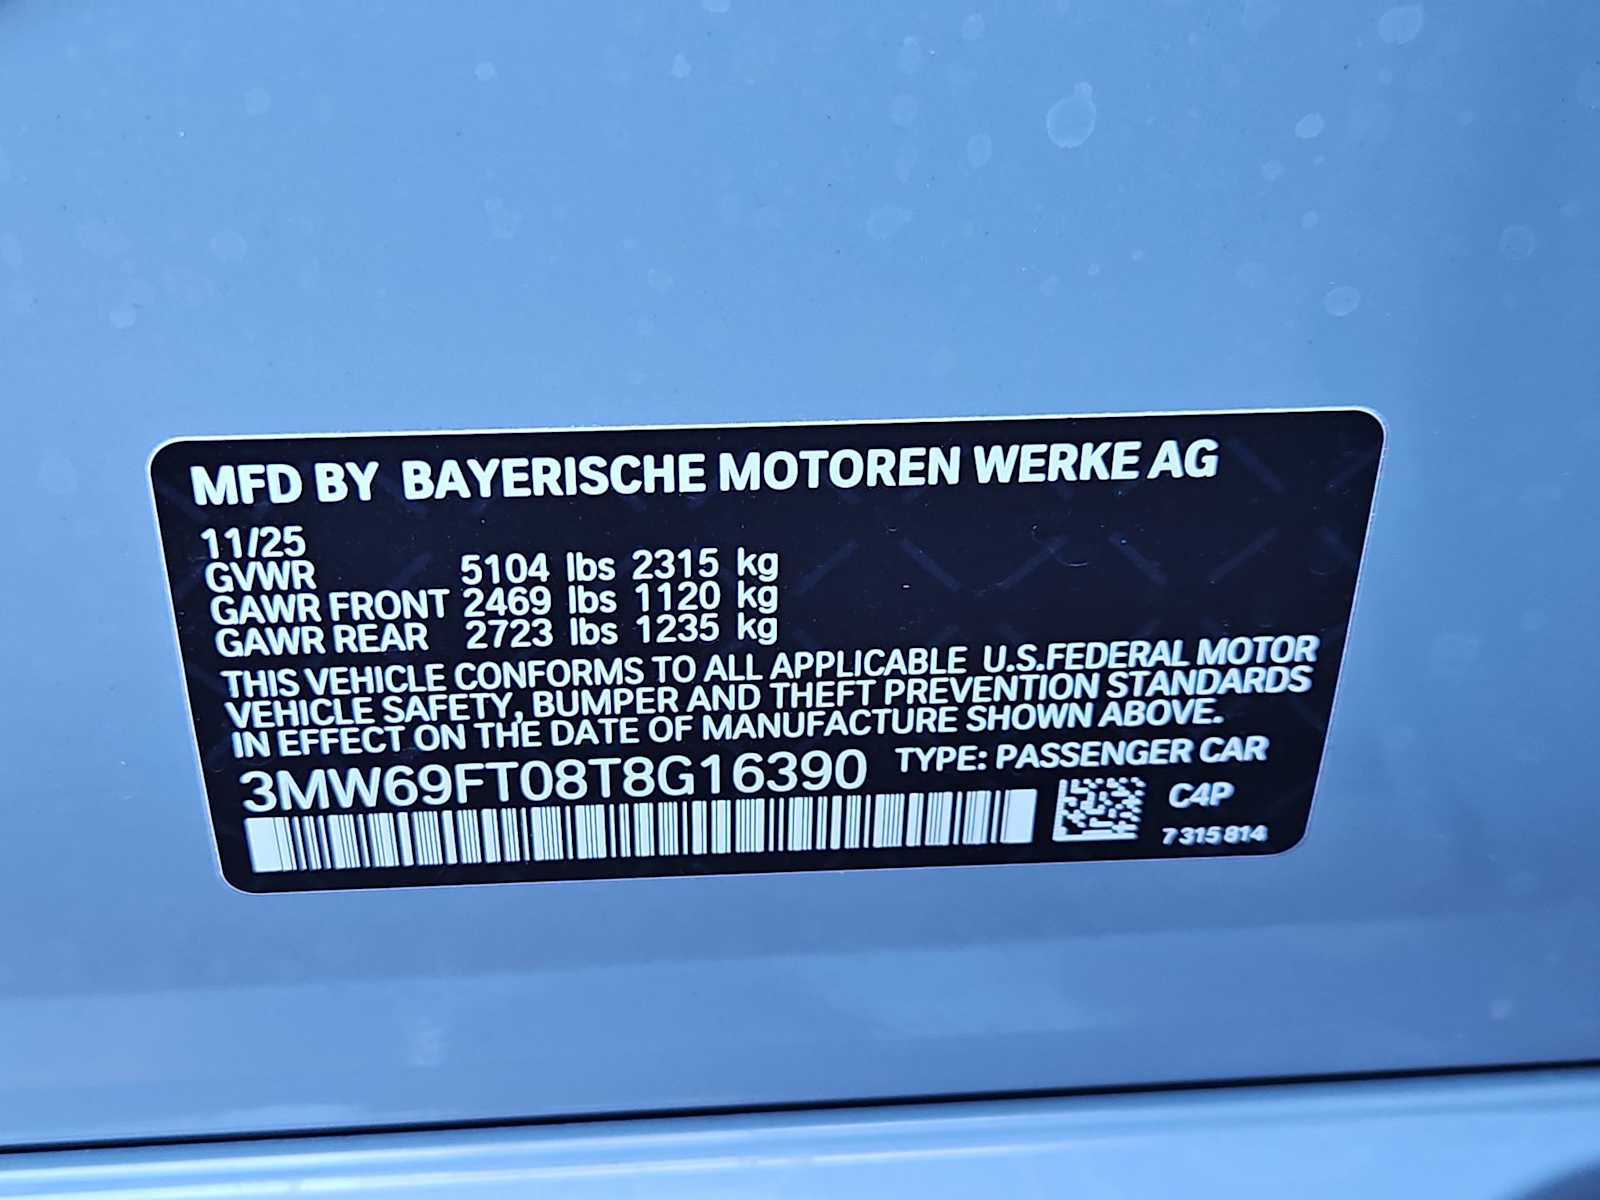 MFD BY BAYERISCHE MOTOREN WERKE AG
11/25
GVWR 5104 lbs 2315 kg
GAWR FRONT 2469 lbs 1120 kg
GAWR REAR 2723 lbs 1235 kg
THIS VEHICLE CONFORMS TO ALL APPLICABLE U.S.FEDERAL MOTOR
VEHICLE SAFETY, BUMPER AND THEFT PREVENTION STANDARDS
IN EFFECT ON THE DATE OF MANUFACTURE SHOWN ABOVE.
3MW69FT08T8G16390 TYPE: PASSENGER CAR
C4P
7 315 814